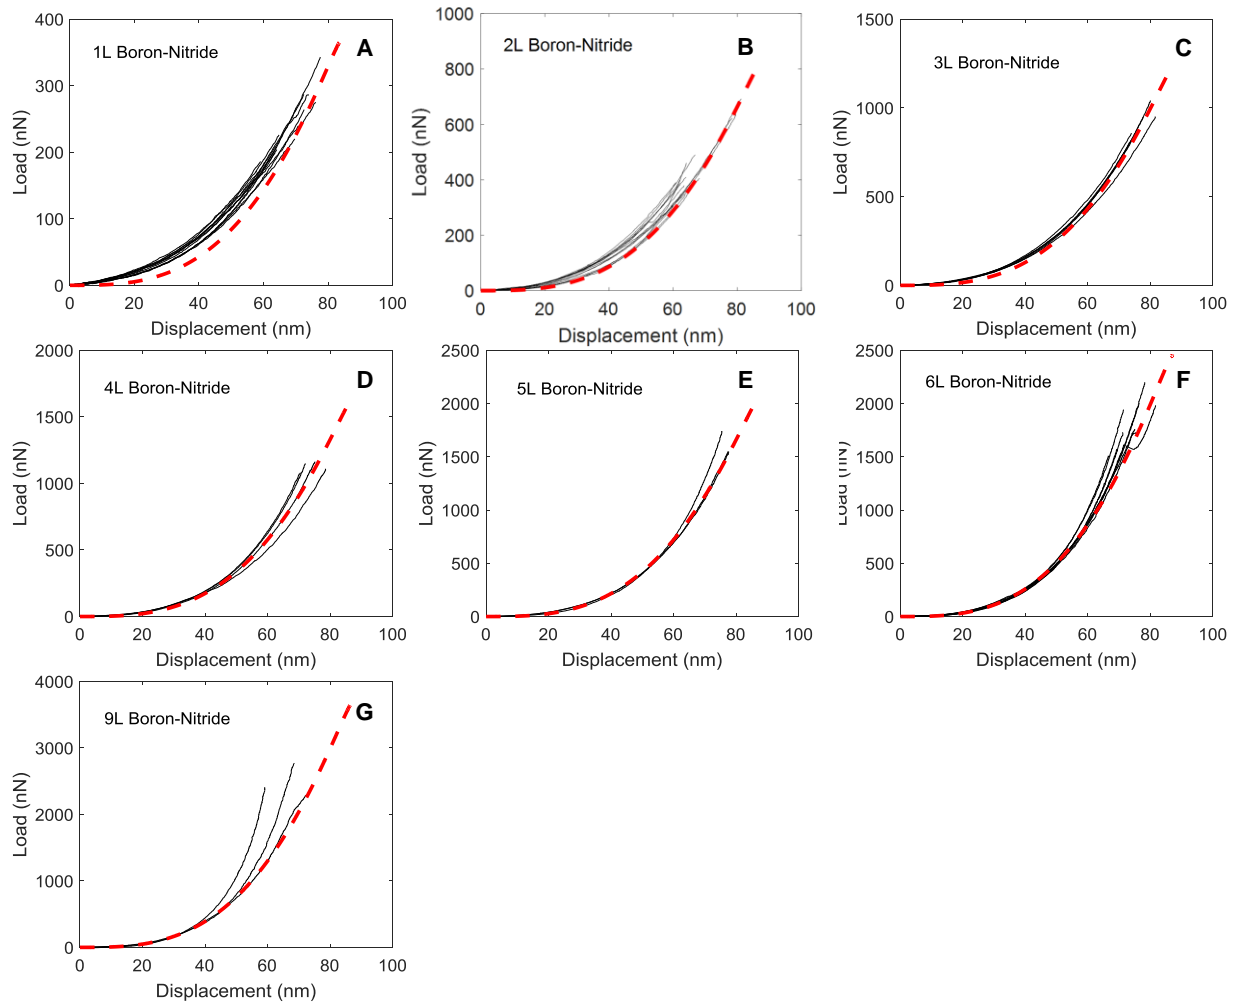 A
1L Boron-Nitride
Load (nN)
400
300
200
100
0
0 20 40 60 80 100
Displacement (nm)
B
2L Boron-Nitride
Load (nN)
1000
800
600
400
200
0
0 20 40 60 80 100
Displacement (nm)
C
3L Boron-Nitride
Load (nN)
1500
1000
500
0
0 20 40 60 80 100
Displacement (nm)
D
4L Boron-Nitride
Load (nN)
2000
1500
1000
500
0
0 20 40 60 80 100
Displacement (nm)
E
5L Boron-Nitride
Load (nN)
2500
2000
1500
1000
500
0
0 20 40 60 80 100
Displacement (nm)
F
6L Boron-Nitride
Load (nN)
2500
2000
1500
1000
500
0
0 20 40 60 80 100
Displacement (nm)
G
9L Boron-Nitride
Load (nN)
4000
3000
2000
1000
0
0 20 40 60 80 100
Displacement (nm)